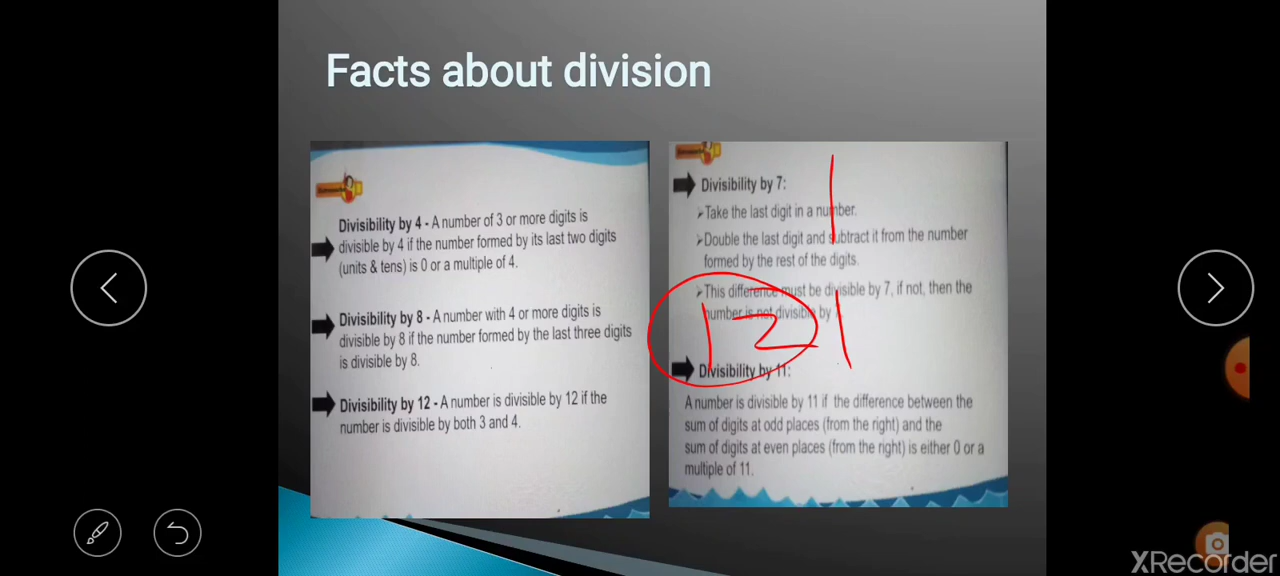 Facts about division
Divisibility by 4 - A number of 3 or more digits is
divisible by 4 if the number formed by its last two digits
(units & tens) is 0 or a multiple of 4.
Divisibility by 8 - A number with 4 or more digits is
divisible by 8 if the number formed by the last three digits
is divisible by 8.
Divisibility by 12 - A number is divisible by 12 if the
number is divisible by both 3 and 4.
Divisibility by 7:
➢Take the last digit in a number.
➢Double the last digit and subtract it from the number
formed by the rest of the digits.
➢This difference must be divisible by 7, if not, then the
number is not divisible by
1
12 1
Divisibility by 11:
A number is divisible by 11 if the difference between the
sum of digits at odd places (from the right) and the
sum of digits at even places (from the right) is either 0 or a
multiple of 11.
XRecorder